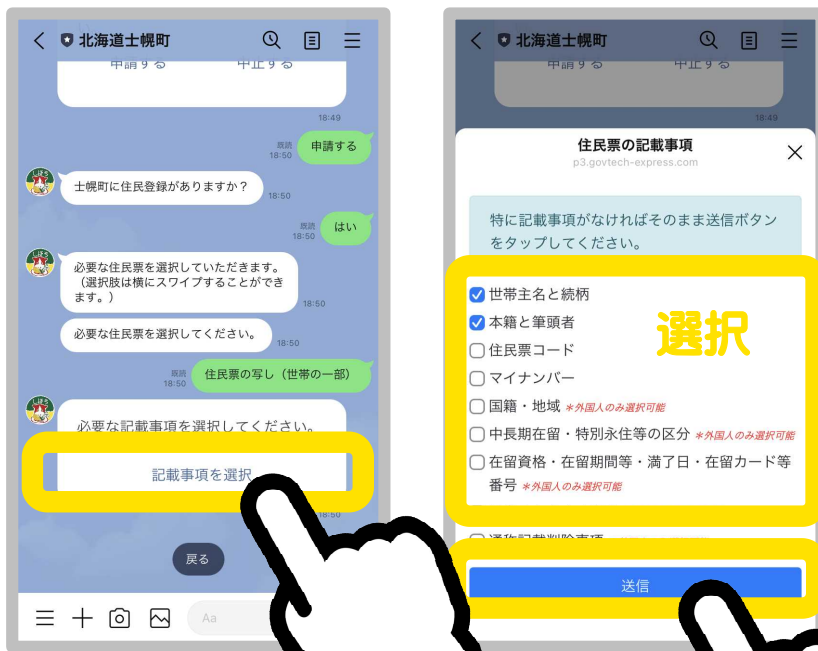 北海道士幌町
申請する 中止する
18:49
既読
18:50
申請する
士幌町に住民登録がありますか?
18:50
既読
18:50
はい
必要な住民票を選択していただきます。
(選択肢は横にスワイプすることができ
ます。)
18:50
必要な住民票を選択してください。
18:50
既読
18:50
住民票の写し(世帯の一部)
必要な記載事項を選択してください。
記載事項を選択
18:50
戻る
Aa
北海道士幌町
申請する 中止する
18:49
住民票の記載事項
p3.govtech-express.com
特に記載事項がなければそのまま送信ボタン
をタップしてください。
世帯主名と続柄
本籍と筆頭者
選択
住民票コード
マイナンバー
国籍・地域 *外国人のみ選択可能
中長期在留・特別永住等の区分 *外国人のみ選択可能
在留資格・在留期間等・満了日・在留カード等
番号 *外国人のみ選択可能
通称記載削除事項
送信